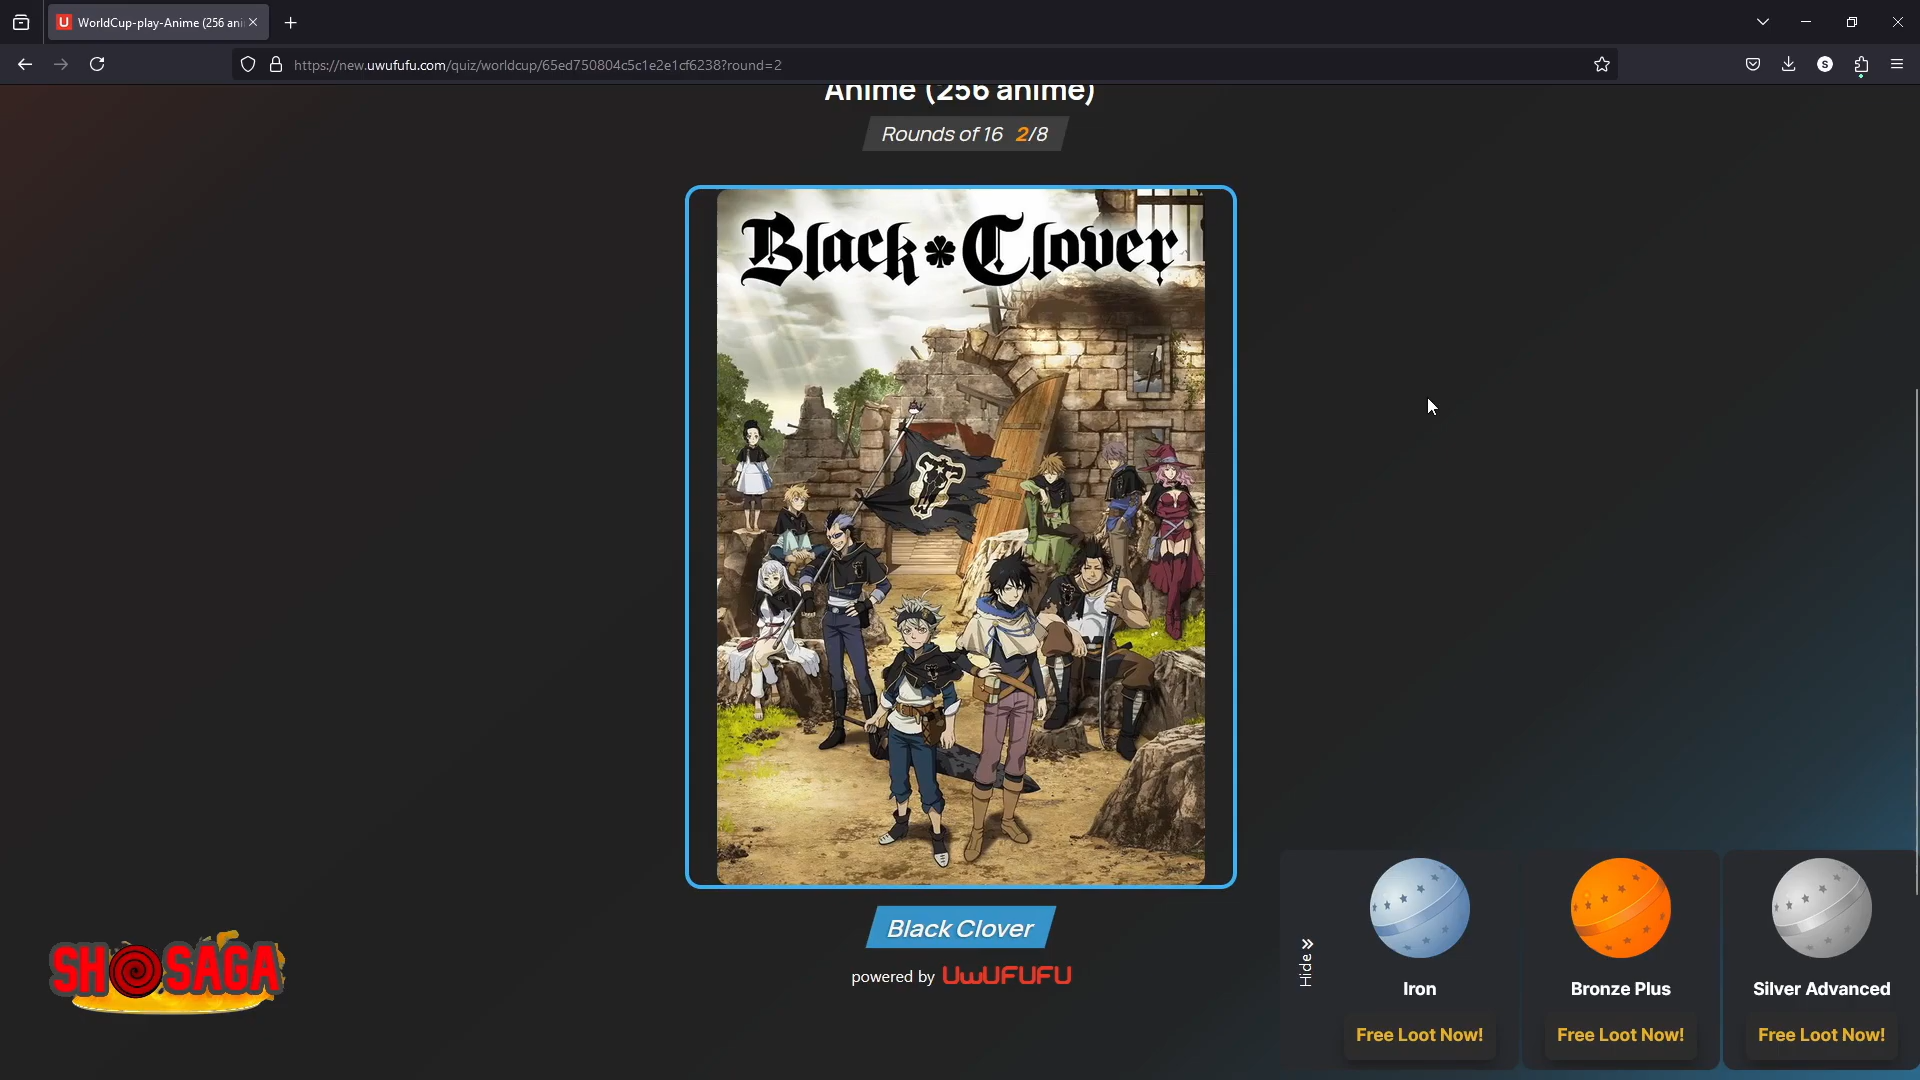 WorldCup-play-Anime (256 ani
https://new.uwufufu.com/quiz/worldcup/65ed750804c5c1e2e1cf6238?round=2
Anime (256 anime)
Rounds of 16 2/8
Black Clover
Black Clover
powered by UwUFUFU
SHOSAGA
Hide
Iron
Free Loot Now!
Bronze Plus
Free Loot Now!
Silver Advanced
Free Loot Now!